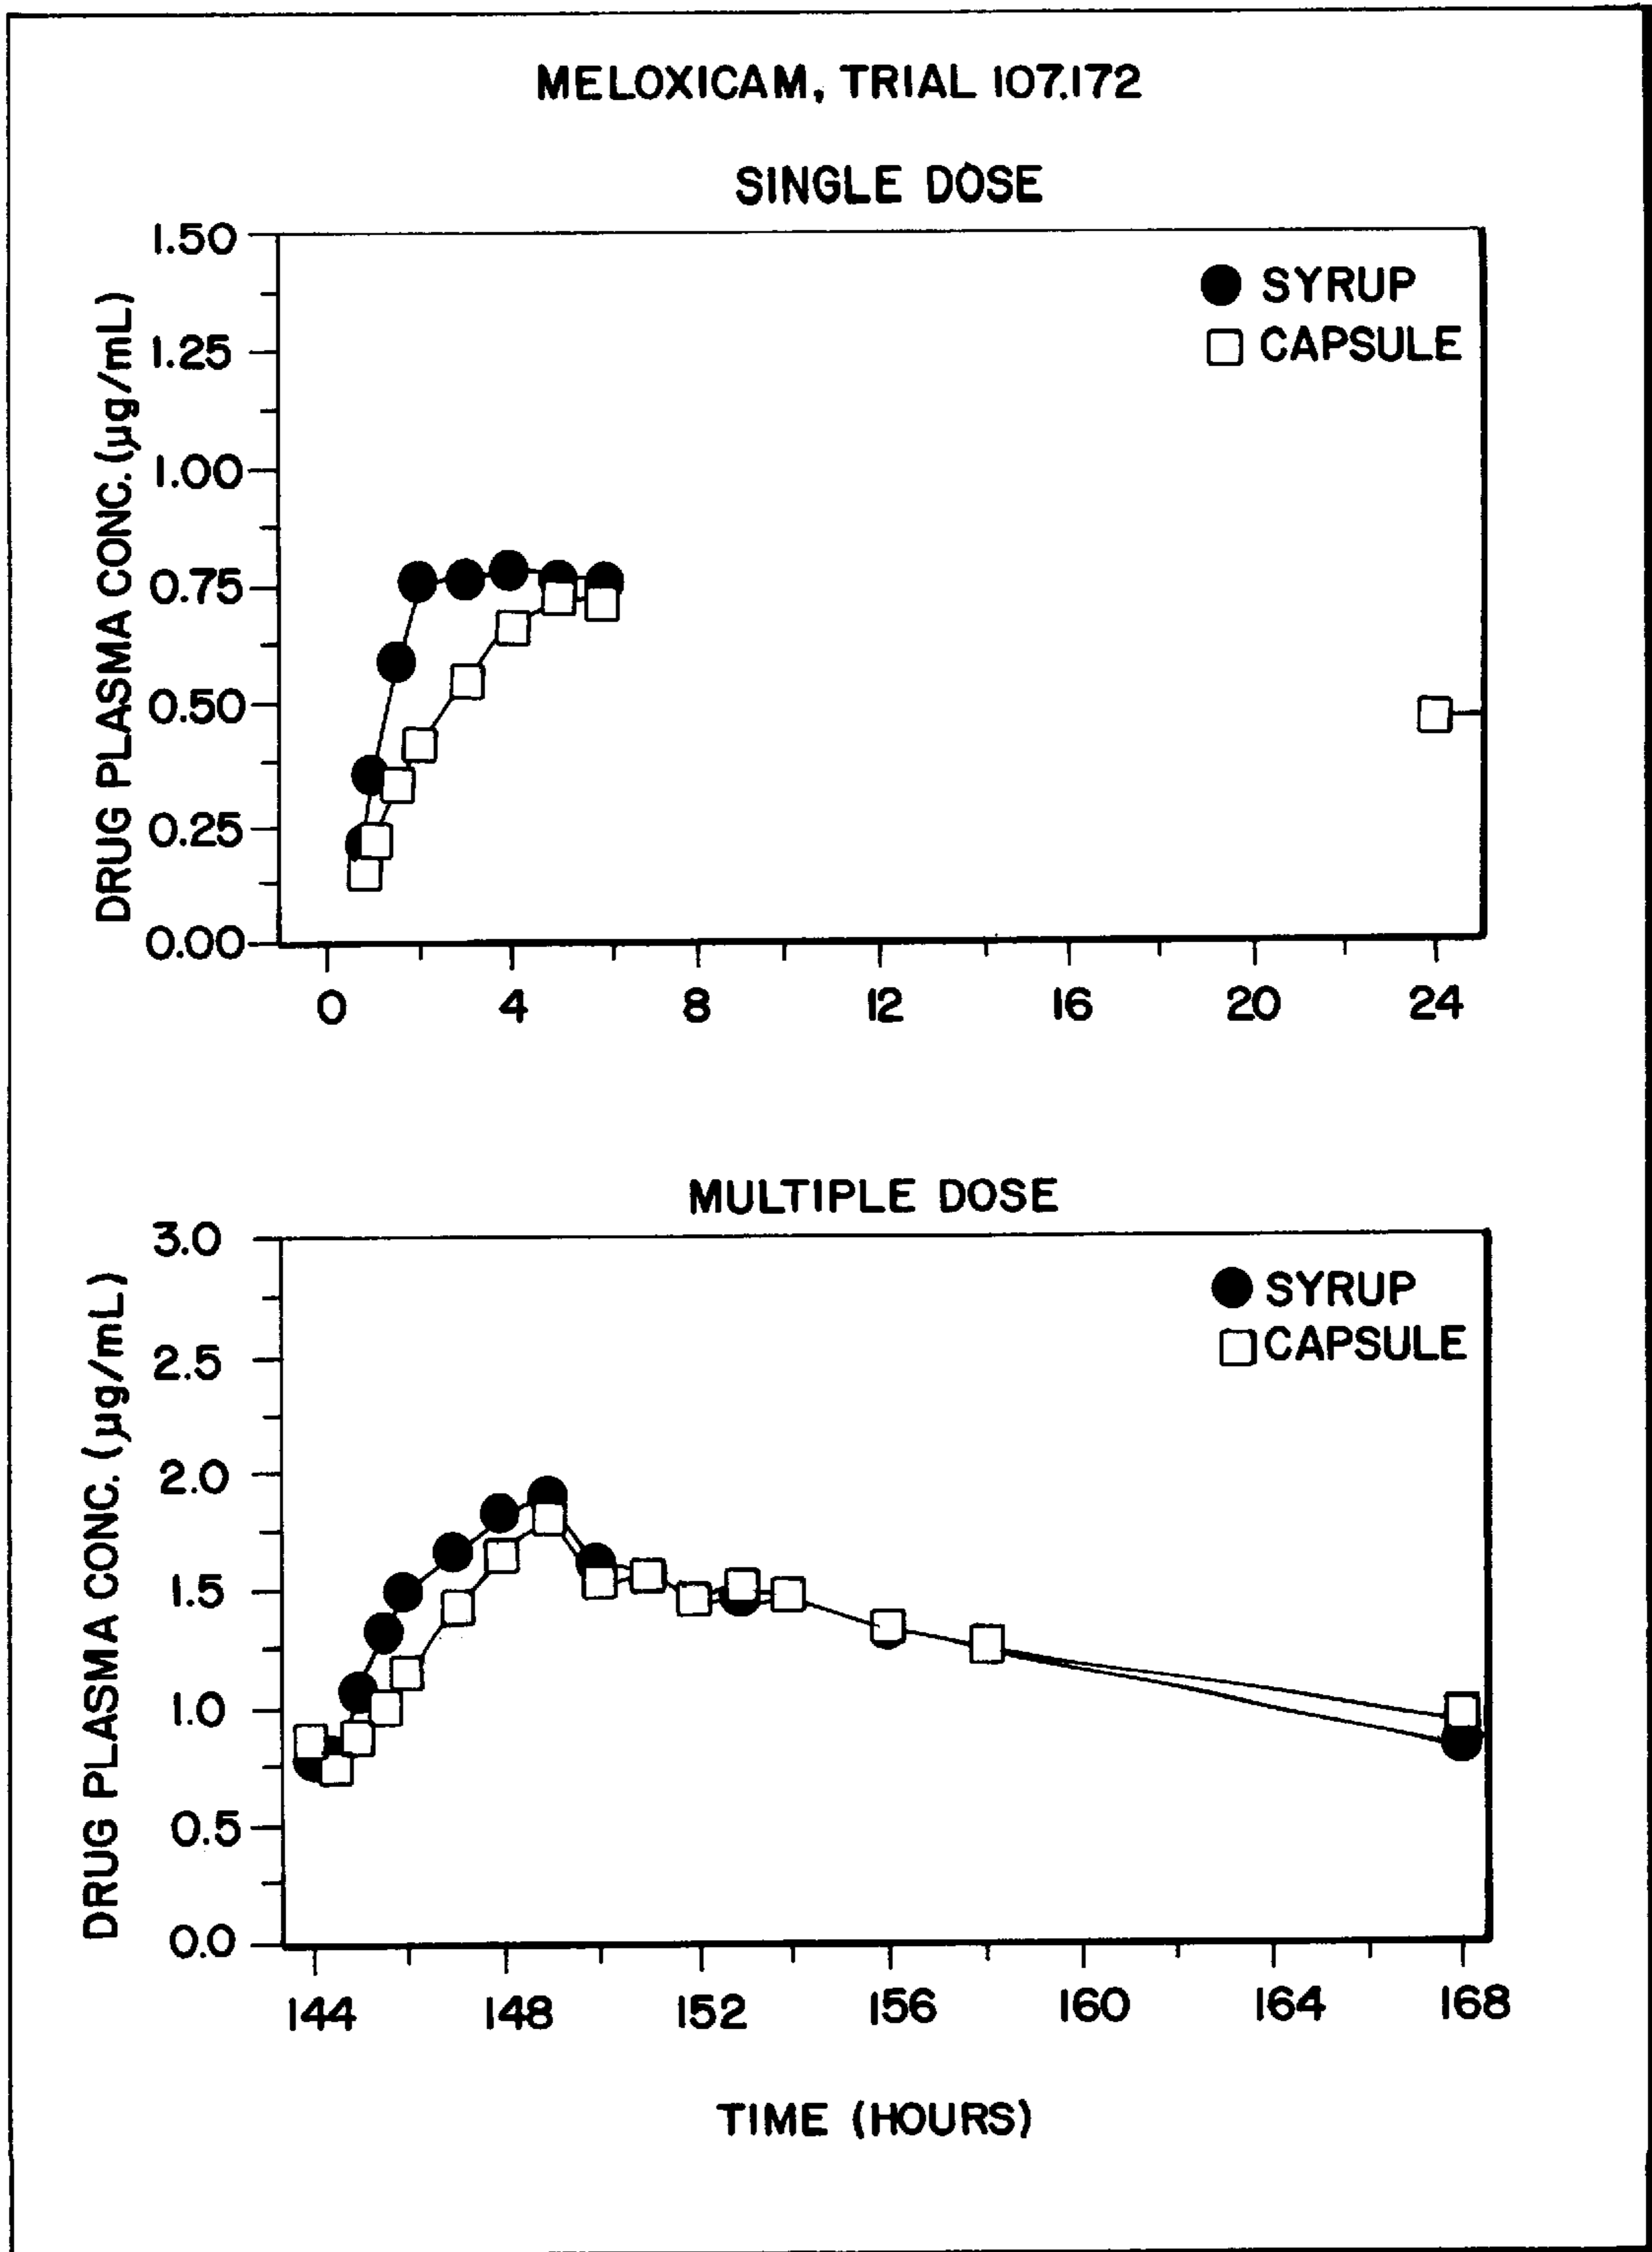 MELOXICAM, TRIAL 107.172
SINGLE DOSE
DRUG PLASMA CONC. (µg/mL)
1.50
1.25
1.00
0.75
0.50
0.25
0.00
SYRUP
CAPSULE
0 4 8 12 16 20 24
MULTIPLE DOSE
DRUG PLASMA CONC. (µg/mL)
3.0
2.5
2.0
1.5
1.0
0.5
0.0
SYRUP
CAPSULE
144 148 152 156 160 164 168
TIME (HOURS)